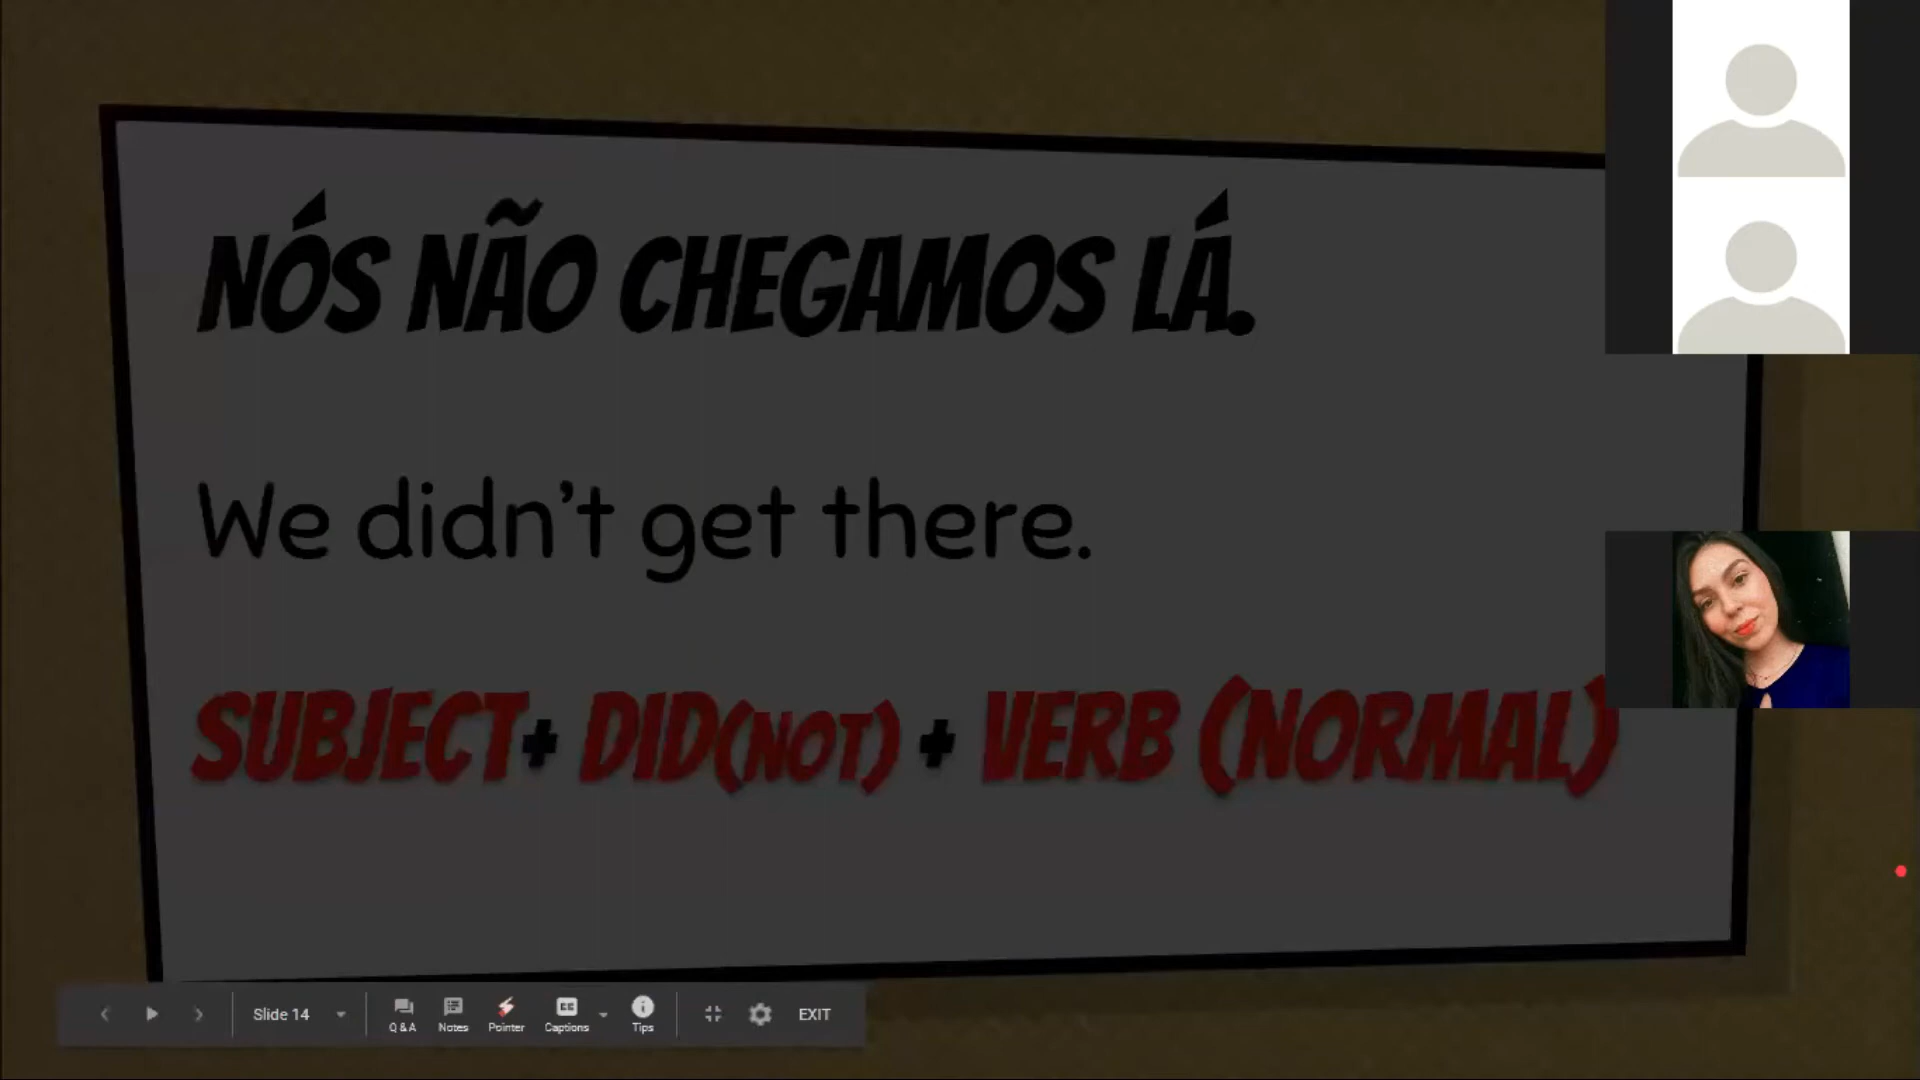 NÓS NÃO CHEGAMOS LÁ.
We didn't get there.
SUBJECT+ DID(NOT) + VERB (NORMAL)
Slide 14
Q&A
Notes
Pointer
CC
Captions
Tips
EXIT